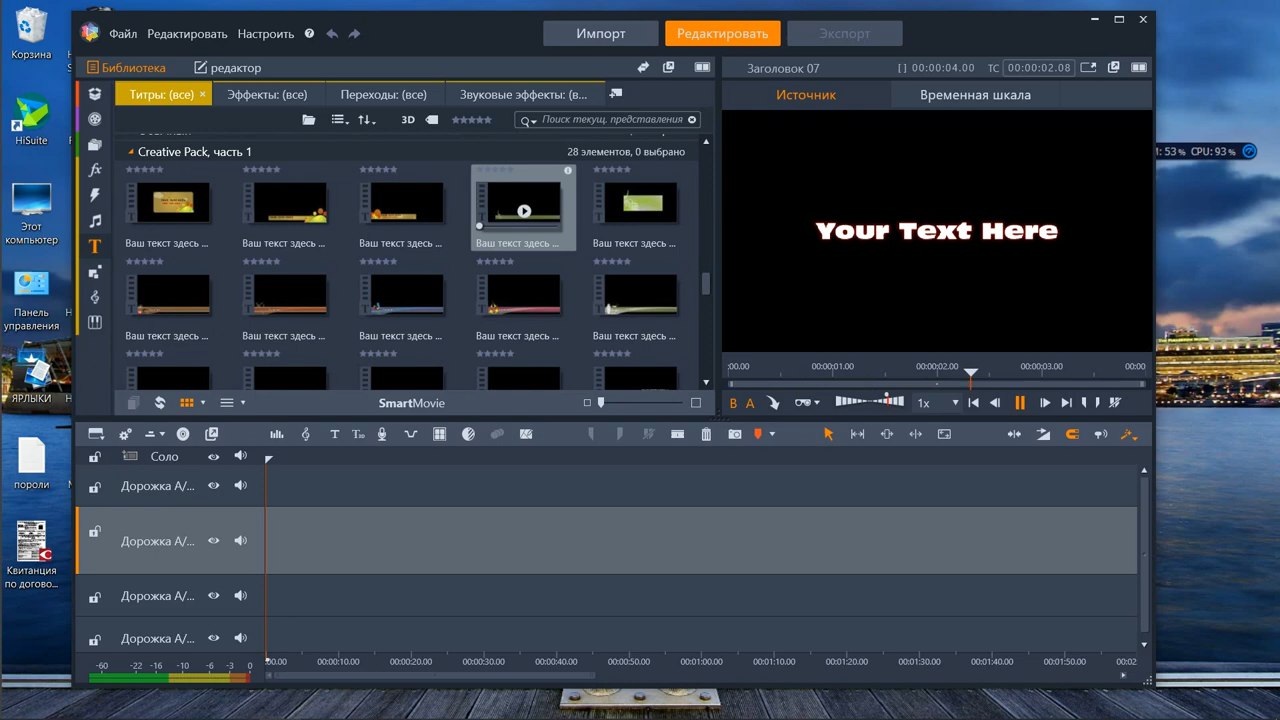 Корзина
HiSuite
Этот
компьютер
Панель
управления
ЯРЛЫКИ
пороли
Квитанция
по догово...
Файл Редактировать Настроить
Импорт Редактировать Экспорт
Библиотека редактор
Заголовок 07 [] 00:00:04.00 TC 00:00:02.08
Титры: (все) × Эффекты: (все) Переходы: (все) Звуковые эффекты: (в...
Источник Временная шкала
3D Поиск текущ. представления
Creative Pack, часть 1 28 элементов, 0 выбрано
53 % CPU: 93 %
Your Text Here
Ваш текст здесь ... Ваш текст здесь ... Ваш текст здесь ... Ваш текст здесь ... Ваш текст здесь ...
Ваш текст здесь ... Ваш текст здесь ... Ваш текст здесь ... Ваш текст здесь ... Ваш текст здесь ...
:00.00 00:00:01.00 00:00:02.00 00:00:03.00 00:00
SmartMovie
B A 1x
Соло
Дорожка A/...
Дорожка A/...
Дорожка A/...
Дорожка A/...
-60 -22 -16 -10 -6 -3 0
:00.00 00:00:10.00 00:00:20.00 00:00:30.00 00:00:40.00 00:00:50.00 00:01:00.00 00:01:10.00 00:01:20.00 00:01:30.00 00:01:40.00 00:01:50.00 00:02